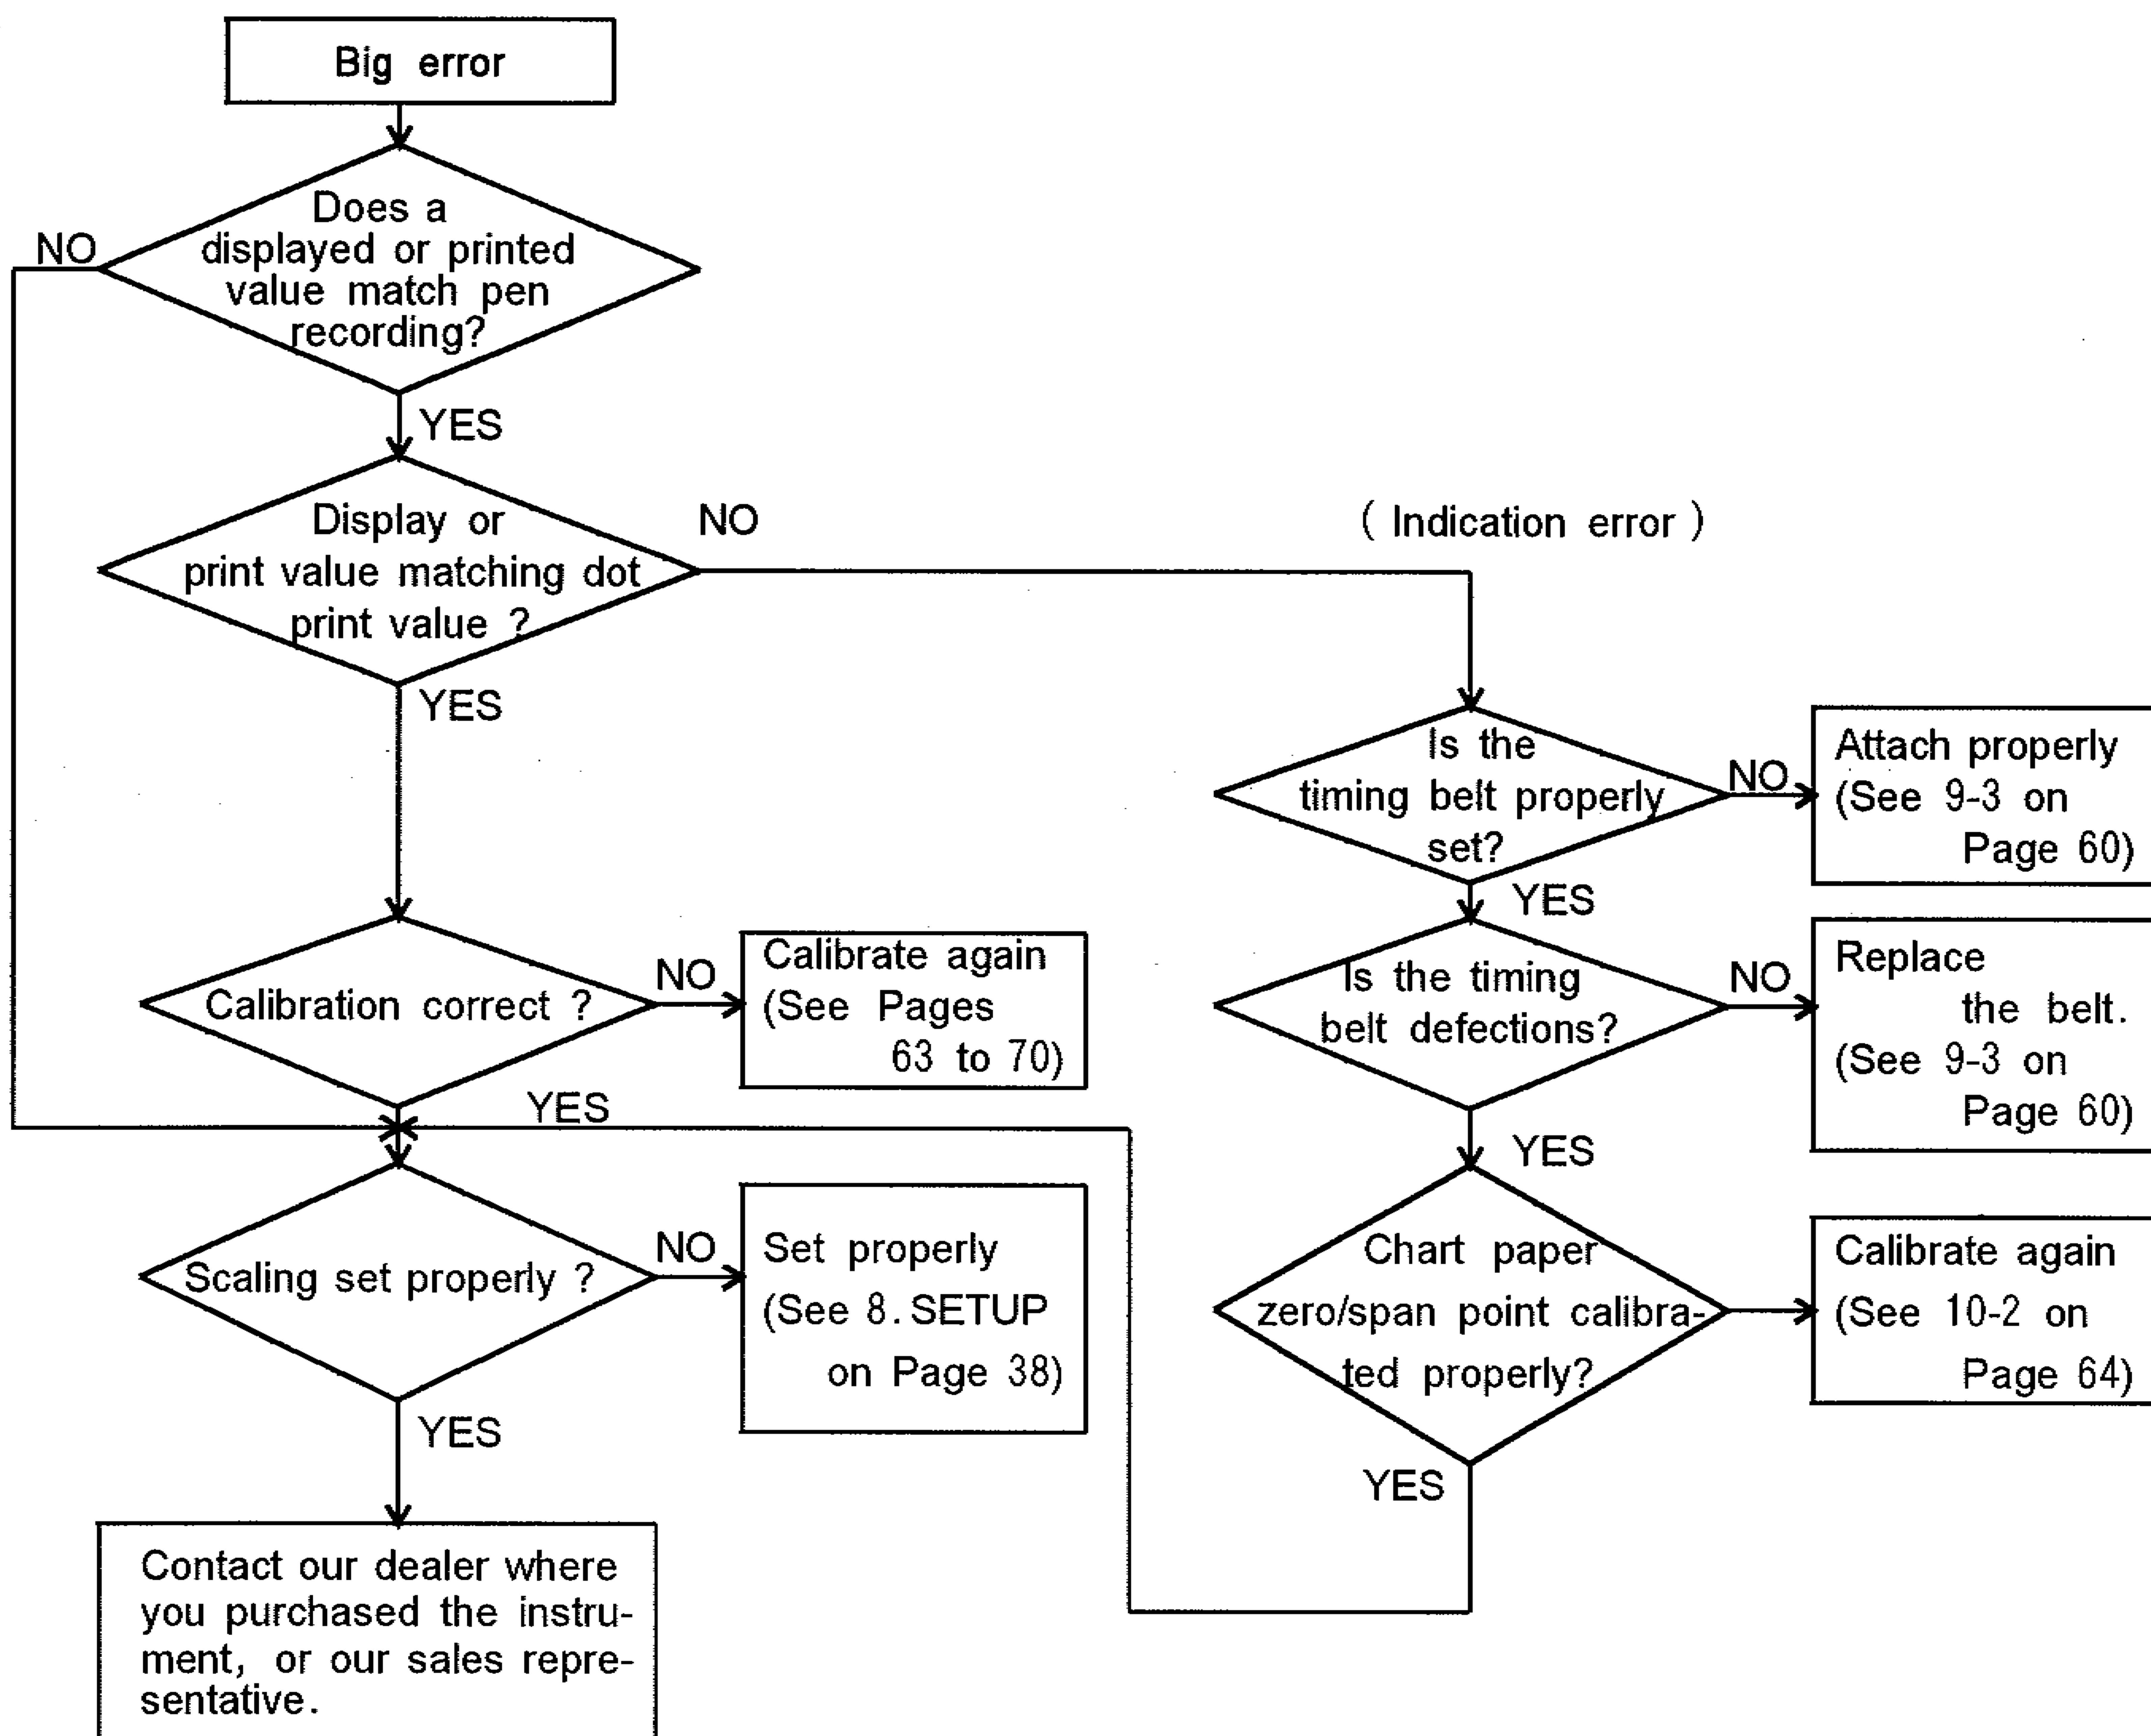 Big error
Does a
displayed or printed
value match pen
recording?
NO
YES
Display or
print value matching dot
print value ?
NO
( Indication error )
YES
Is the
timing belt properly
set?
NO
Attach properly
(See 9-3 on
Page 60)
YES
Is the timing
belt defections?
NO
Replace
the belt.
(See 9-3 on
Page 60)
YES
Calibration correct ?
NO
Calibrate again
(See Pages
63 to 70)
YES
Chart paper
zero/span point calibra-
ted properly?
Calibrate again
(See 10-2 on
Page 64)
YES
Scaling set properly ?
NO
Set properly
(See 8. SETUP
on Page 38)
YES
Contact our dealer where
you purchased the instru-
ment, or our sales repre-
sentative.